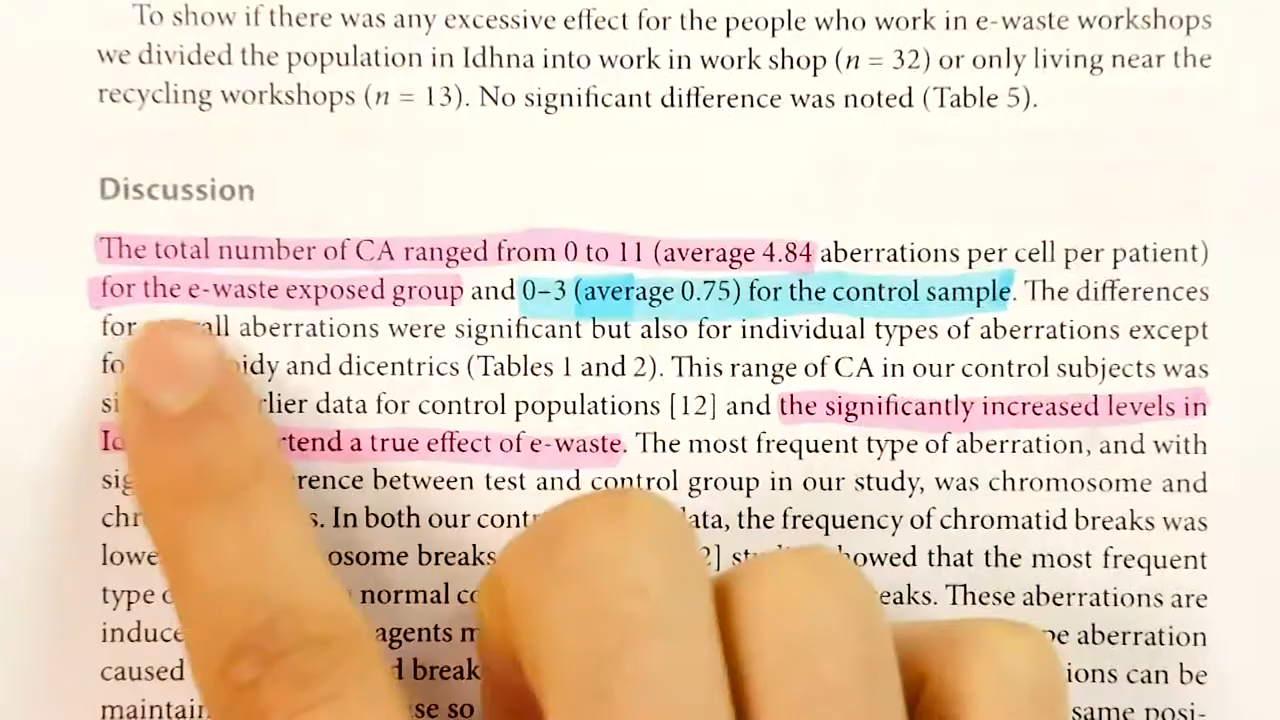 To show if there was any excessive effect for the people who work in e-waste workshops
we divided the population in Idhna into work in work shop (n = 32) or only living near the
recycling workshops (n = 13). No significant difference was noted (Table 5).
Discussion
The total number of CA ranged from 0 to 11 (average 4.84 aberrations per cell per patient)
for the e-waste exposed group and 0–3 (average 0.75) for the control sample. The differences
for all aberrations were significant but also for individual types of aberrations except
idy and dicentrics (Tables 1 and 2). This range of CA in our control subjects was
rlier data for control populations [12] and the significantly increased levels in
tend a true effect of e-waste. The most frequent type of aberration, and with
rence between test and control group in our study, was chromosome and
s. In both our contr ata, the frequency of chromatid breaks was
lowe osome breaks 2] st howed that the most frequent
type normal co eaks. These aberrations are
induce agents m pe aberration
caused d break ions can be
maintain se so same posi-